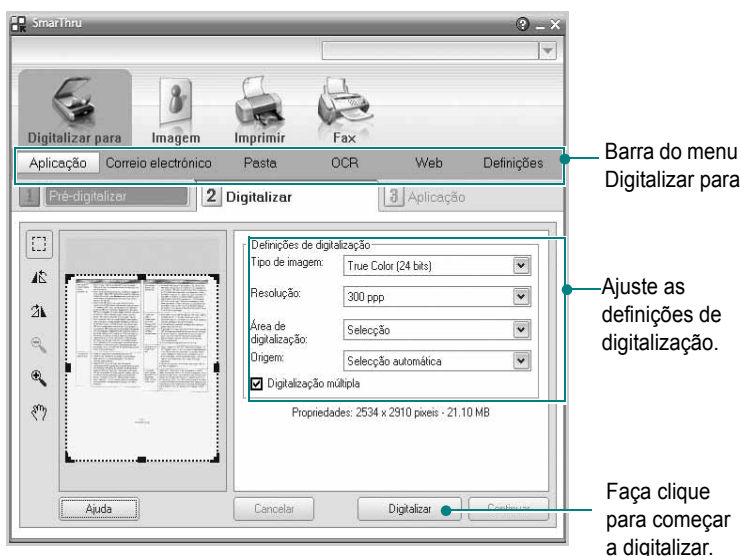 SmarThru
Digitalizar para Imagem Imprimir Fax
Aplicação Correio electrónico Pasta OCR Web Definições
Barra do menu
Digitalizar para
1 Pré-digitalizar 2 Digitalizar 3 Aplicação
Definições de digitalização
Tipo de imagem: True Color (24 bits)
Resolução: 300 ppp
Área de
digitalização: Selecção
Origem: Selecção automática
Digitalização múltipla
Ajuste as
definições de
digitalização.
Propriedades: 2534 x 2910 pixeis - 21.10 MB
Ajuda Cancelar Digitalizar Continuar
Faça clique
para começar
a digitalizar.